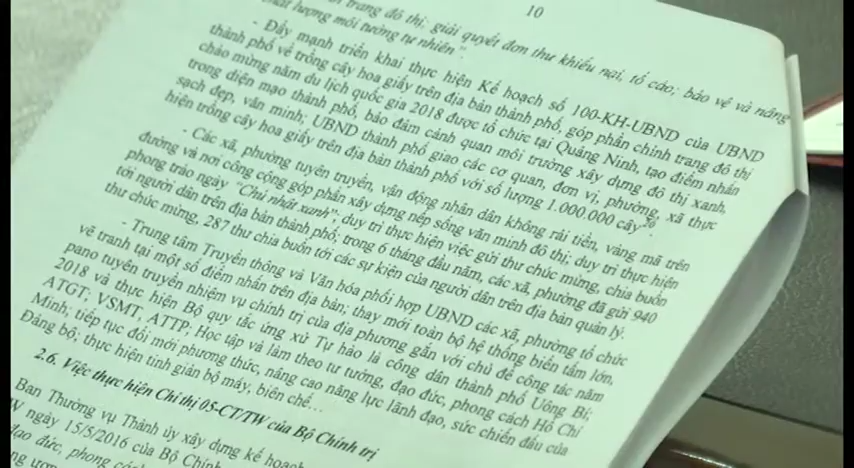 10
trang đô thị; giải quyết đơn thư khiếu nại, tố cáo; bảo vệ và nâng
chất lượng môi trường tự nhiên".
- Đẩy mạnh triển khai thực hiện Kế hoạch số 100-KH-UBND của UBND
thành phố về trồng cây hoa giấy trên địa bàn thành phố, góp phần chỉnh trang đô thị
chào mừng năm du lịch quốc gia 2018 được tổ chức tại Quảng Ninh, tạo điểm nhấn
trong diện mạo thành phố, bảo đảm cảnh quan môi trường xây dựng đô thị xanh,
sạch đẹp, văn minh; UBND thành phố giao các cơ quan, đơn vị, phường, xã thực
hiện trồng cây hoa giấy trên địa bàn thành phố với số lượng 1.000.000 cây
- Các xã, phường tuyên truyền, vận động nhân dân không rải tiền, vàng mã trên
đường và nơi công cộng góp phần xây dựng nếp sống văn minh đô thị; duy trì thực hiện
phong trào ngày "Chủ nhật xanh"; duy trì thực hiện việc gửi thư chúc mừng, chia buồn
tới người dân trên địa bàn thành phố, trong 6 tháng đầu năm, các xã, phường đã gửi 940
thư chúc mừng, 287 thư chia buồn tới các sự kiện của người dân trên địa bàn quản lý.
- Trung tâm Truyền thông và Văn hóa phối hợp UBND các xã, phường tổ chức
vẽ tranh tại một số điểm nhấn trên địa bàn; thay mới toàn bộ hệ thống biển tấm lớn,
pano tuyên truyền nhiệm vụ chính trị của địa phương gắn với chủ đề công tác năm
2018 và thực hiện Bộ quy tắc ứng xử Tự hào là công dân thành phố Uông Bí;
ATGT; VSMT, ATTP; Học tập và làm theo tư tưởng, đạo đức, phong cách Hồ Chí
Minh; tiếp tục đổi mới phương thức, nâng cao năng lực lãnh đạo, sức chiến đấu của
Đảng bộ; thực hiện tinh giản bộ máy, biên chế...
2.6. Việc thực hiện Chỉ thị 05-CT/TW của Bộ Chính trị
Ban Thường vụ Thành ủy xây dựng kế hoạch
W ngày 15/5/2016 của Bộ Chính
đạo đức, phong cách